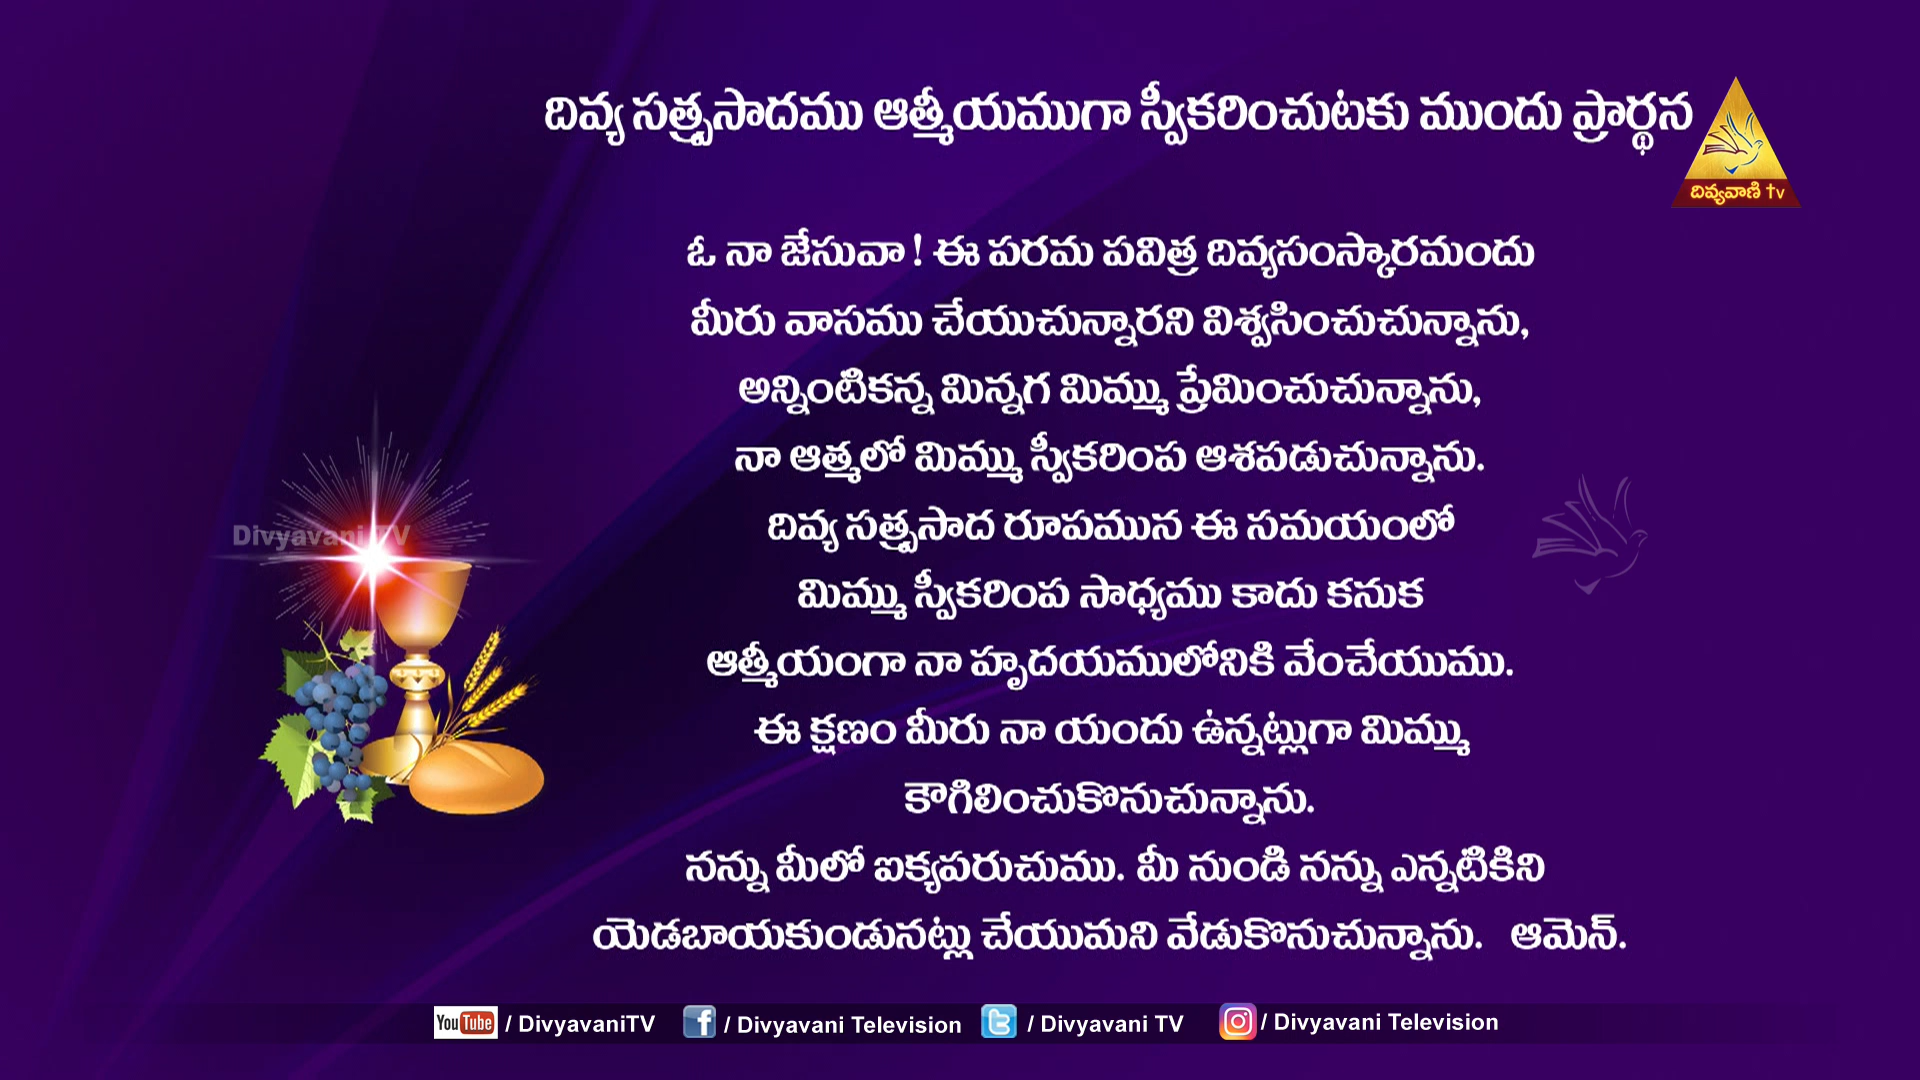 దివ్య సత్ప్రసాదము ఆత్మీయముగా స్వీకరించుటకు ముందు ప్రార్థన
దివ్యవాణి tv
ఓ నా జేసువా! ఈ పరమ పవిత్ర దివ్యసంస్కారమందు
మీరు వాసము చేయుచున్నారని విశ్వసించుచున్నాను,
అన్నింటికన్న మిన్నగ మిమ్ము ప్రేమించుచున్నాను,
నా ఆత్మలో మిమ్ము స్వీకరింప ఆశపడుచున్నాను.
దివ్య సత్ప్రసాద రూపమున ఈ సమయంలో
Divyavani TV
మిమ్ము స్వీకరింప సాధ్యము కాదు కనుక
ఆత్మీయంగా నా హృదయములోనికి వేంచేయుము.
ఈ క్షణం మీరు నా యందు ఉన్నట్లుగా మిమ్ము
కౌగిలించుకొనుచున్నాను.
నన్ను మీలో ఐక్యపరుచుము. మీ నుండి నన్ను ఎన్నటికిని
యెడబాయకుండునట్లు చేయుమని వేడుకొనుచున్నాను. ఆమెన్.
YouTube / DivyavaniTV f / Divyavani Television / Divyavani TV / Divyavani Television